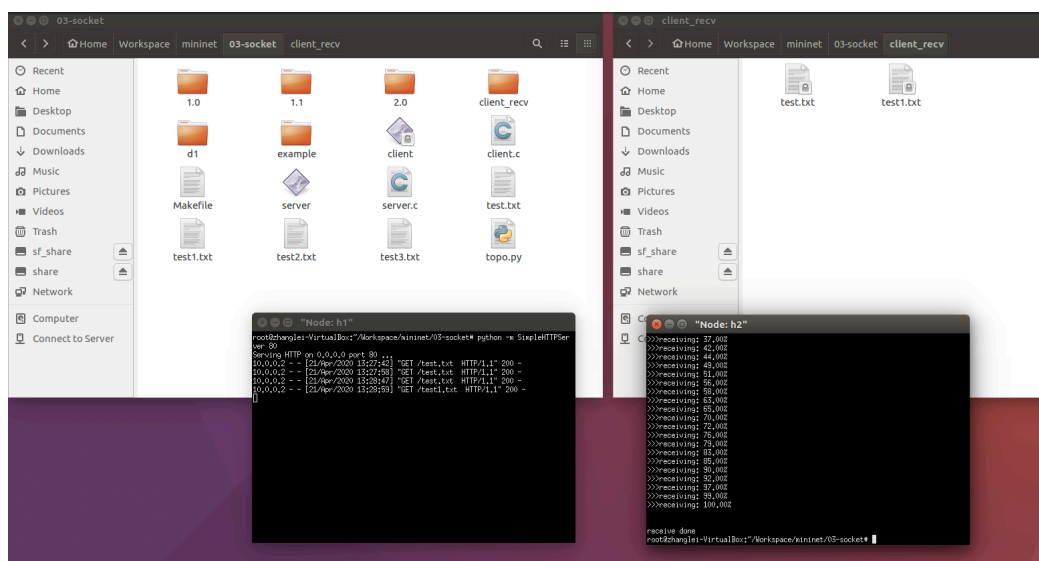 03-socket
Home Workspace mininet 03-socket client_recv
Recent
Home
Desktop
Documents
Downloads
Music
Pictures
Videos
Trash
sf_share
share
Network
Computer
Connect to Server
1.0 1.1 2.0 client_recv
d1 example client client.c
Makefile server server.c test.txt
test1.txt test2.txt test3.txt topo.py
client_recv
Home Workspace mininet 03-socket client_recv
Recent
Home
Desktop
Documents
Downloads
Music
Pictures
Videos
Trash
sf_share
share
Network
test.txt test1.txt
"Node: h1"
root@zhanglei-VirtualBox:~/Workspace/mininet/03-socket# python -m SimpleHTTPSer
ver 80
Serving HTTP on 0.0.0.0 port 80 ...
10.0.0.2 - - [21/Apr/2020 13:27:42] "GET /test.txt  HTTP/1.1" 200 -
10.0.0.2 - - [21/Apr/2020 13:27:58] "GET /test.txt  HTTP/1.1" 200 -
10.0.0.2 - - [21/Apr/2020 13:28:47] "GET /test.txt  HTTP/1.1" 200 -
10.0.0.2 - - [21/Apr/2020 13:28:59] "GET /test1.txt  HTTP/1.1" 200 -
"Node: h2"
>>>receiving: 37.00%
>>>receiving: 42.00%
>>>receiving: 44.00%
>>>receiving: 49.00%
>>>receiving: 51.00%
>>>receiving: 56.00%
>>>receiving: 58.00%
>>>receiving: 63.00%
>>>receiving: 65.00%
>>>receiving: 70.00%
>>>receiving: 72.00%
>>>receiving: 76.00%
>>>receiving: 79.00%
>>>receiving: 83.00%
>>>receiving: 85.00%
>>>receiving: 90.00%
>>>receiving: 92.00%
>>>receiving: 97.00%
>>>receiving: 99.00%
>>>receiving: 100.00%
receive done
root@zhanglei-VirtualBox:~/Workspace/mininet/03-socket#